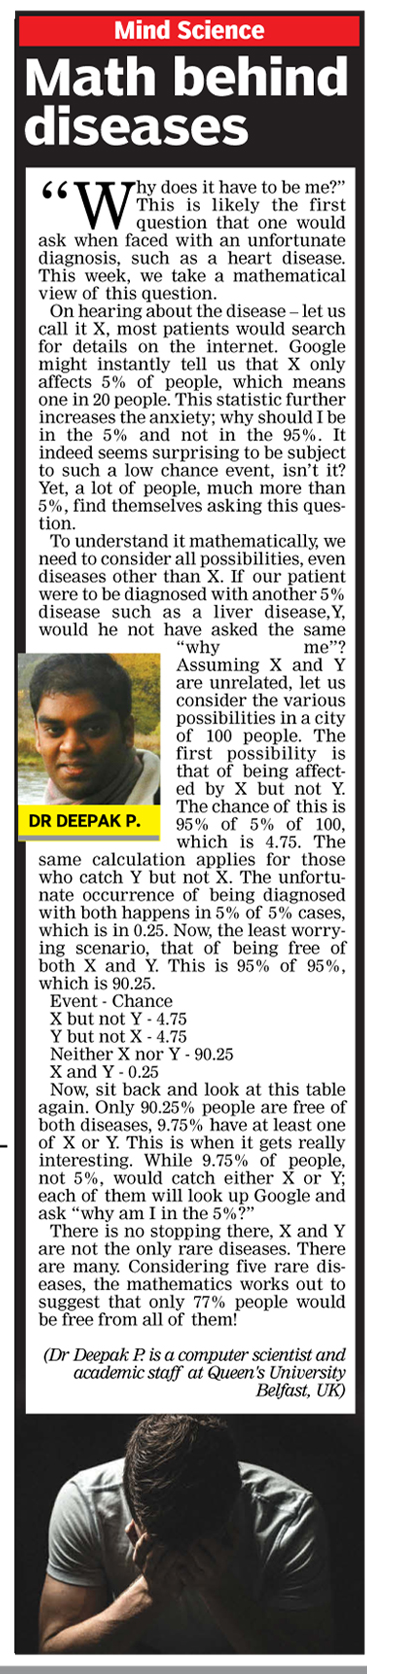 Mind Science
Math behind
diseases
“Why does it have to be me?”
This is likely the first
question that one would
ask when faced with an unfortunate
diagnosis, such as a heart disease.
This week, we take a mathematical
view of this question.
On hearing about the disease – let us
call it X, most patients would search
for details on the internet. Google
might instantly tell us that X only
affects 5% of people, which means
one in 20 people. This statistic further
increases the anxiety; why should I be
in the 5% and not in the 95%. It
indeed seems surprising to be subject
to such a low chance event, isn’t it?
Yet, a lot of people, much more than
5%, find themselves asking this ques-
tion.
To understand it mathematically, we
need to consider all possibilities, even
diseases other than X. If our patient
were to be diagnosed with another 5%
disease such as a liver disease,Y,
would he not have asked the same
“why me”?
Assuming X and Y
are unrelated, let us
consider the various
possibilities in a city
of 100 people. The
first possibility is
that of being affect-
ed by X but not Y.
The chance of this is
95% of 5% of 100,
which is 4.75. The
DR DEEPAK P.
same calculation applies for those
who catch Y but not X. The unfortu-
nate occurrence of being diagnosed
with both happens in 5% of 5% cases,
which is in 0.25. Now, the least worry-
ing scenario, that of being free of
both X and Y. This is 95% of 95%,
which is 90.25.
Event - Chance
X but not Y - 4.75
Y but not X - 4.75
Neither X nor Y - 90.25
X and Y - 0.25
Now, sit back and look at this table
again. Only 90.25% people are free of
both diseases, 9.75% have at least one
of X or Y. This is when it gets really
interesting. While 9.75% of people,
not 5%, would catch either X or Y;
each of them will look up Google and
ask “why am I in the 5%?”
There is no stopping there, X and Y
are not the only rare diseases. There
are many. Considering five rare dis-
eases, the mathematics works out to
suggest that only 77% people would
be free from all of them!
(Dr Deepak P. is a computer scientist and
academic staff at Queen’s University
Belfast, UK)